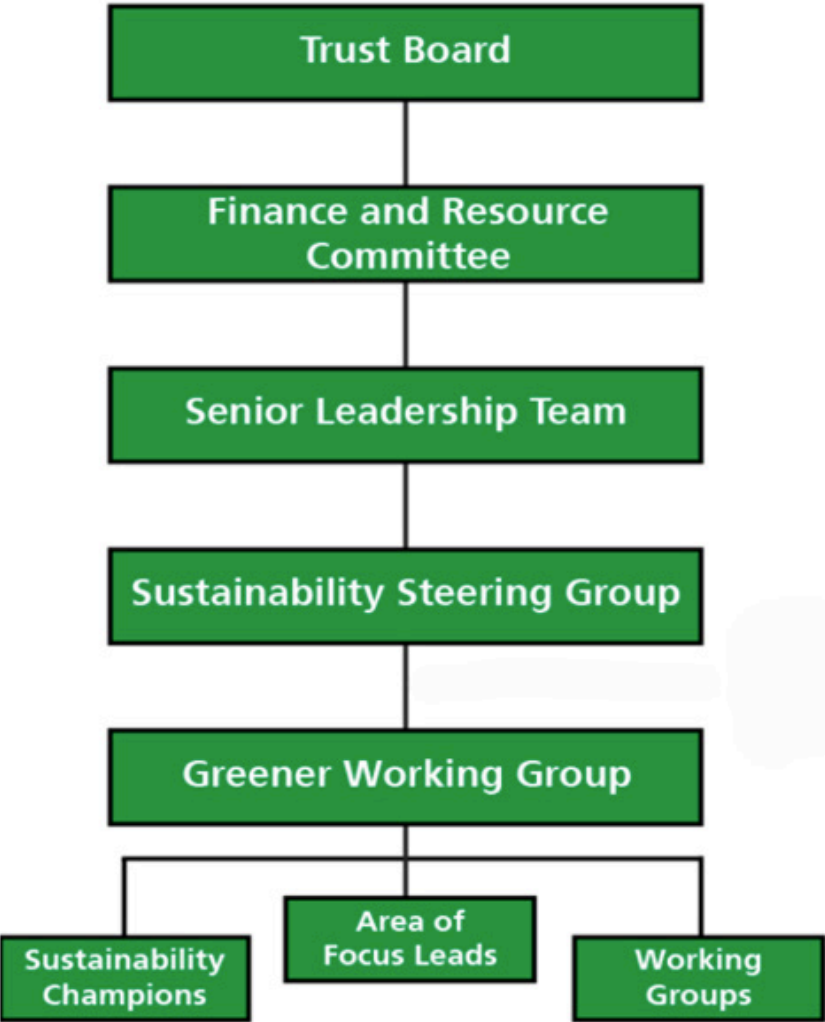 Trust Board
Finance and Resource
Committee
Senior Leadership Team
Sustainability Steering Group
Greener Working Group
Area of
Focus Leads
Sustainability
Champions
Working
Groups